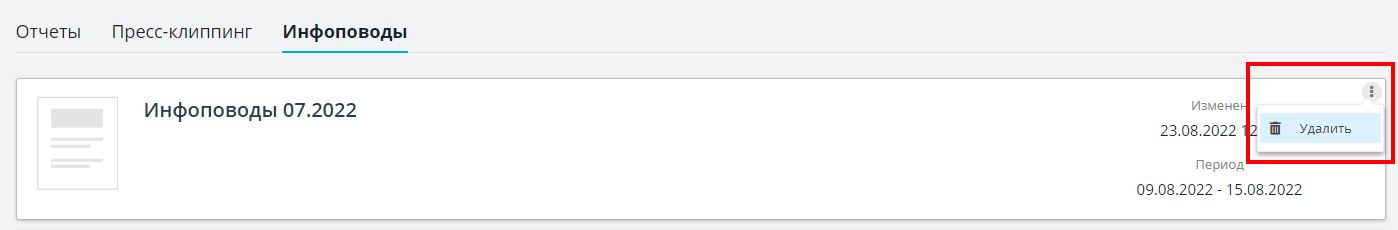 Отчеты Пресс-клиппинг Инфоповоды
Инфоповоды 07.2022
Изменен
23.08.2022 12
Удалить
Период
09.08.2022 - 15.08.2022